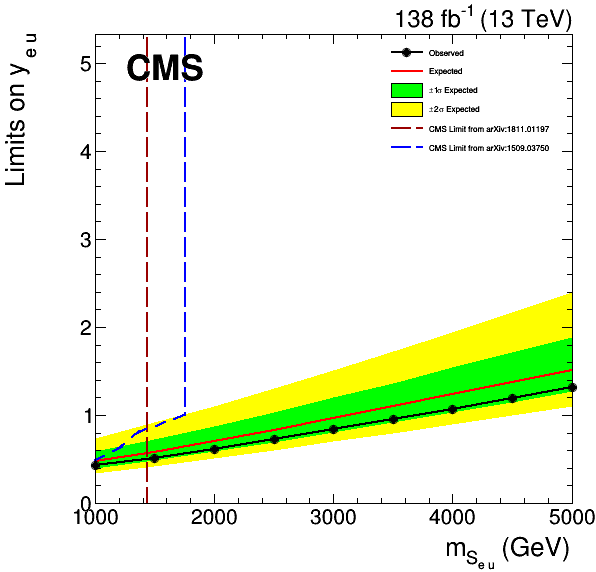 138 fb-1 (13 TeV)
CMS
Observed
Expected
±1σ Expected
±2σ Expected
CMS Limit from arXiv:1811.01197
CMS Limit from arXiv:1509.03750
Limits on y e u
5
4
3
2
1
0
1000 2000 3000 4000 5000
mS e u (GeV)